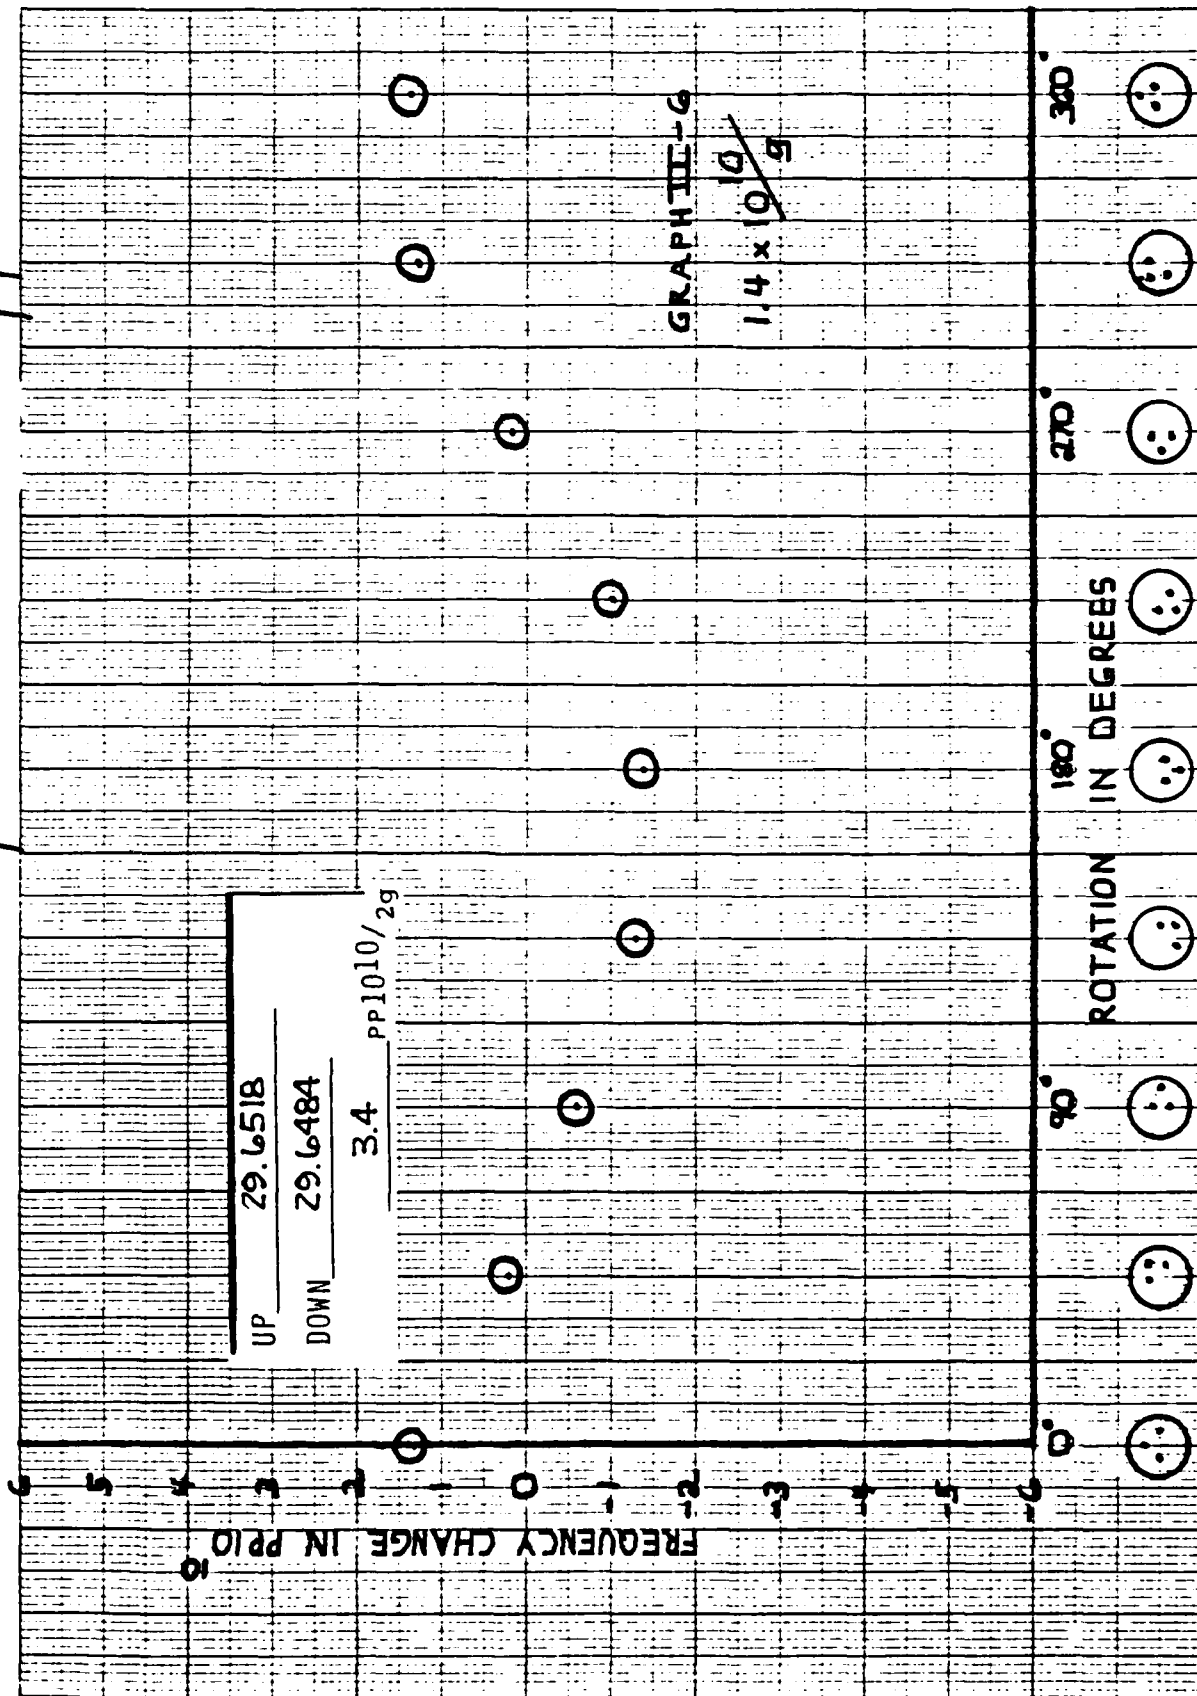 UP 29.6518
DOWN 29.6484
3.4 PP10^10/2g
GRAPH III-6
1.4 x 10^10/g
FREQUENCY CHANGE IN PP10^10
6
5
4
3
2
1
0
-1
-2
-3
-4
-5
-6
0° 90° 180° 270° 360°
ROTATION IN DEGREES